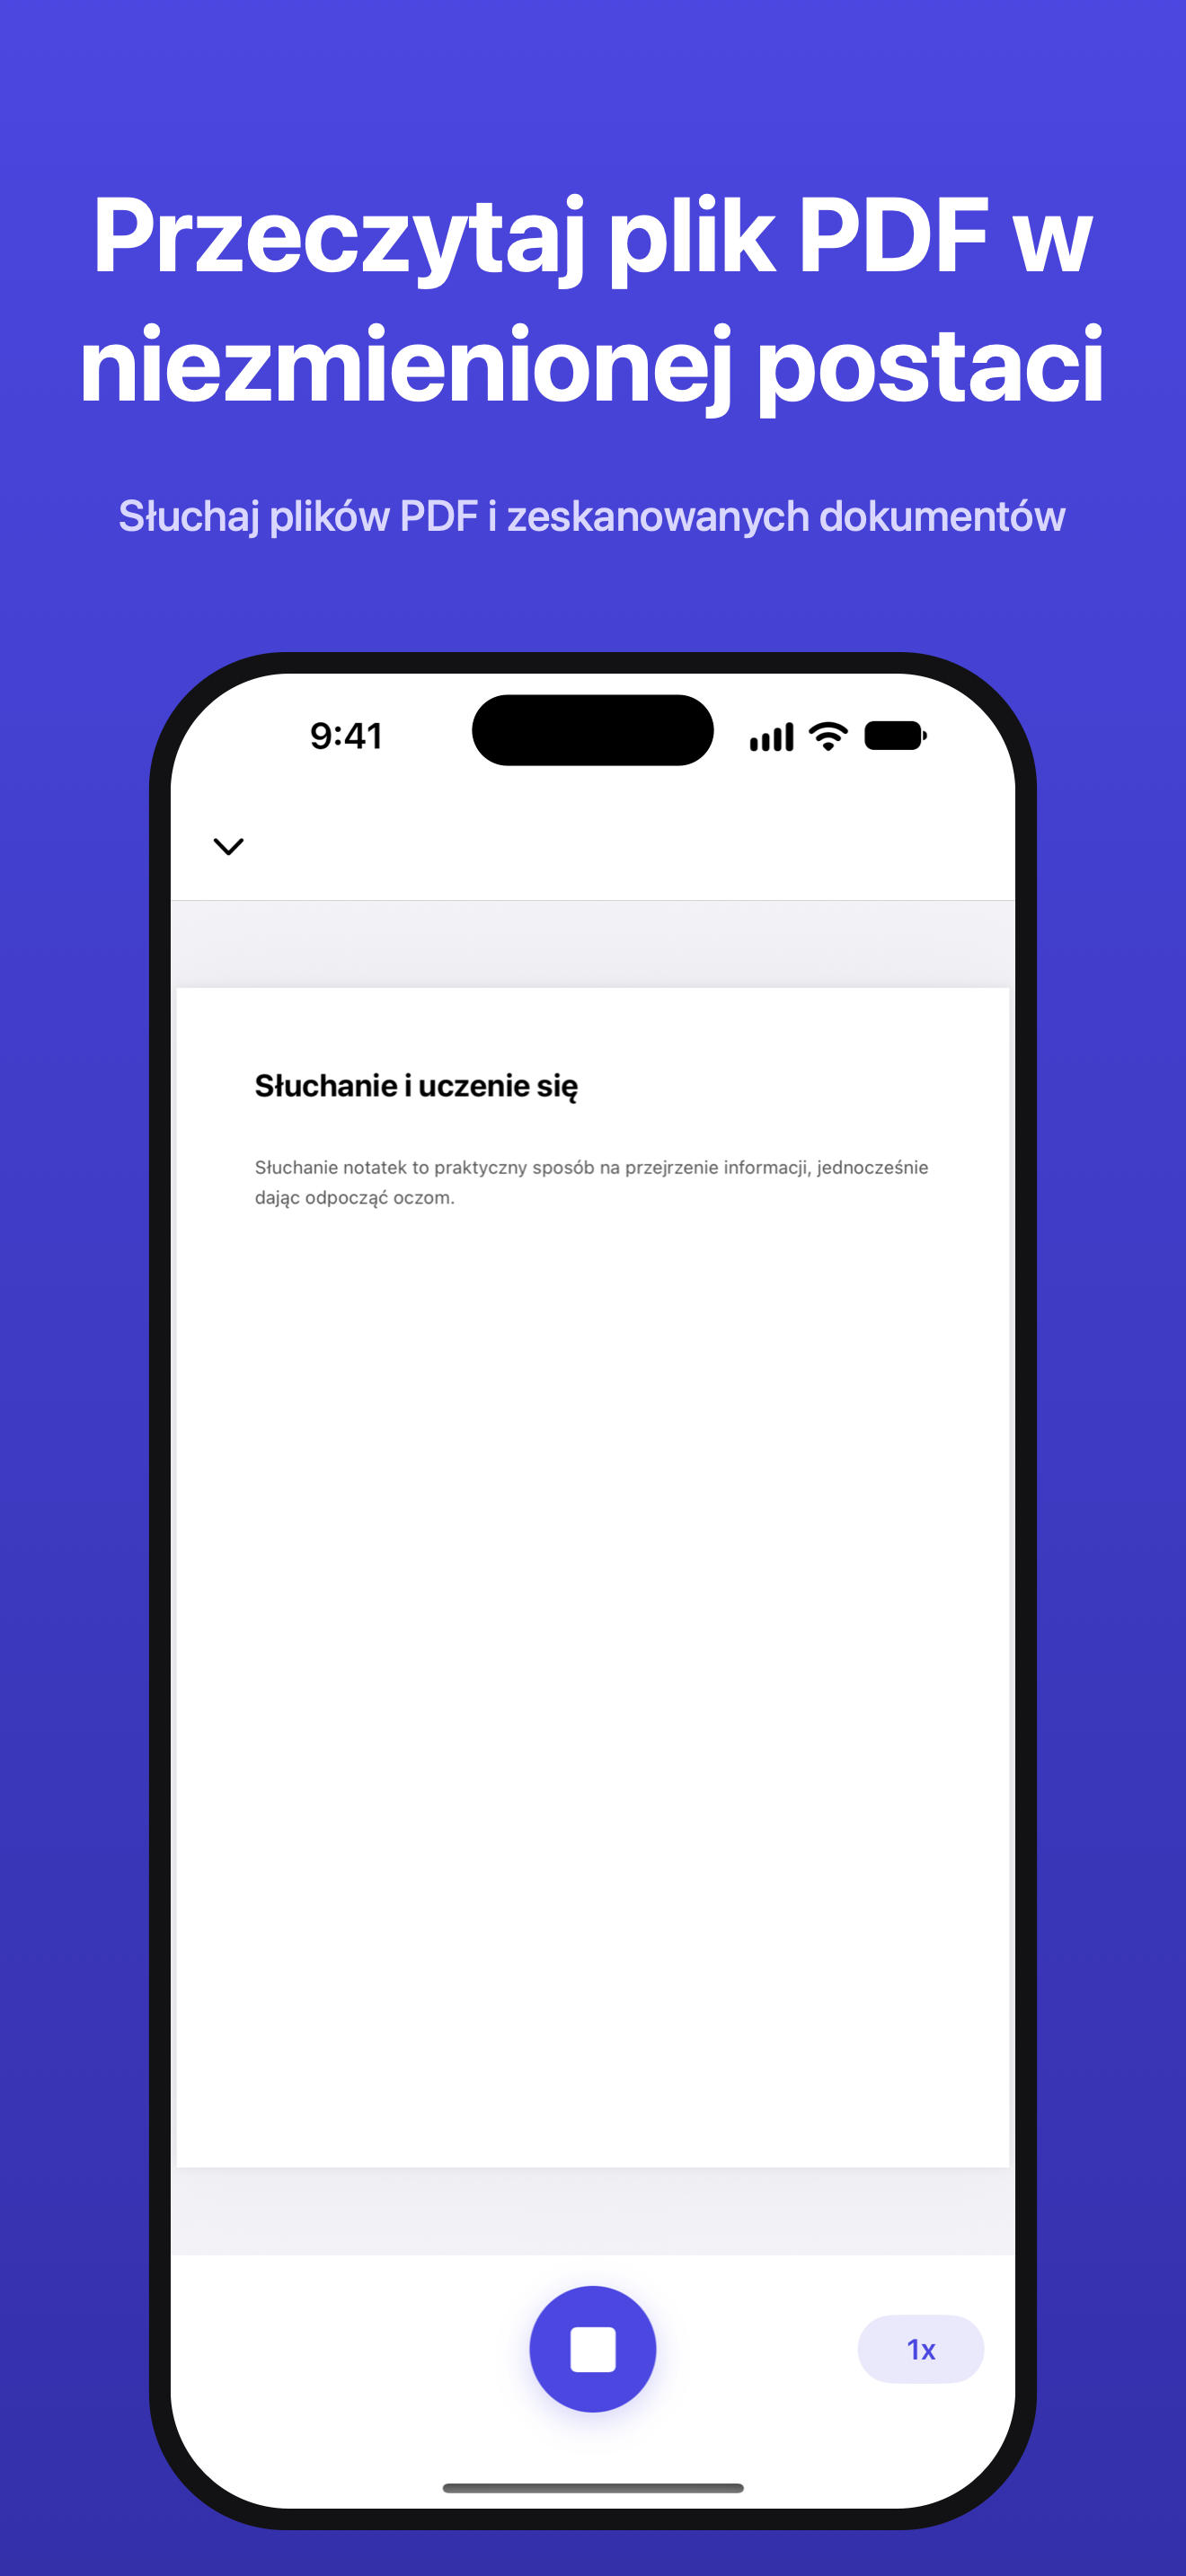 Przeczytaj plik PDF w
niezmienionej postaci
Słuchaj plików PDF i zeskanowanych dokumentów
9:41
Słuchanie i uczenie się
Słuchanie notatek to praktyczny sposób na przejrzenie informacji, jednocześnie
dając odpocząć oczom.
1x